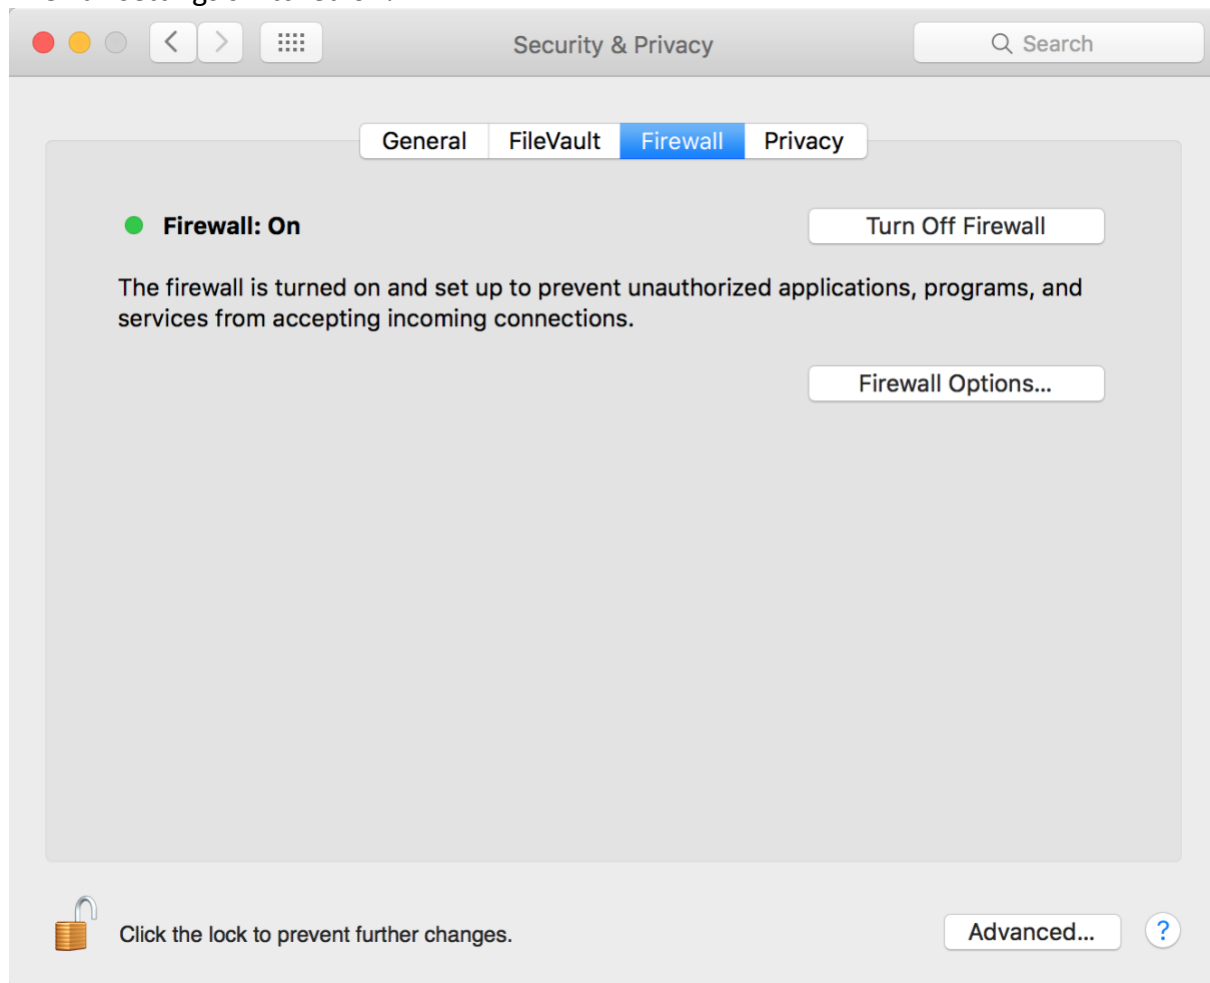 Security & Privacy
Search
General FileVault Firewall Privacy
Firewall: On
Turn Off Firewall
The firewall is turned on and set up to prevent unauthorized applications, programs, and
services from accepting incoming connections.
Firewall Options...
Click the lock to prevent further changes.
Advanced...
?